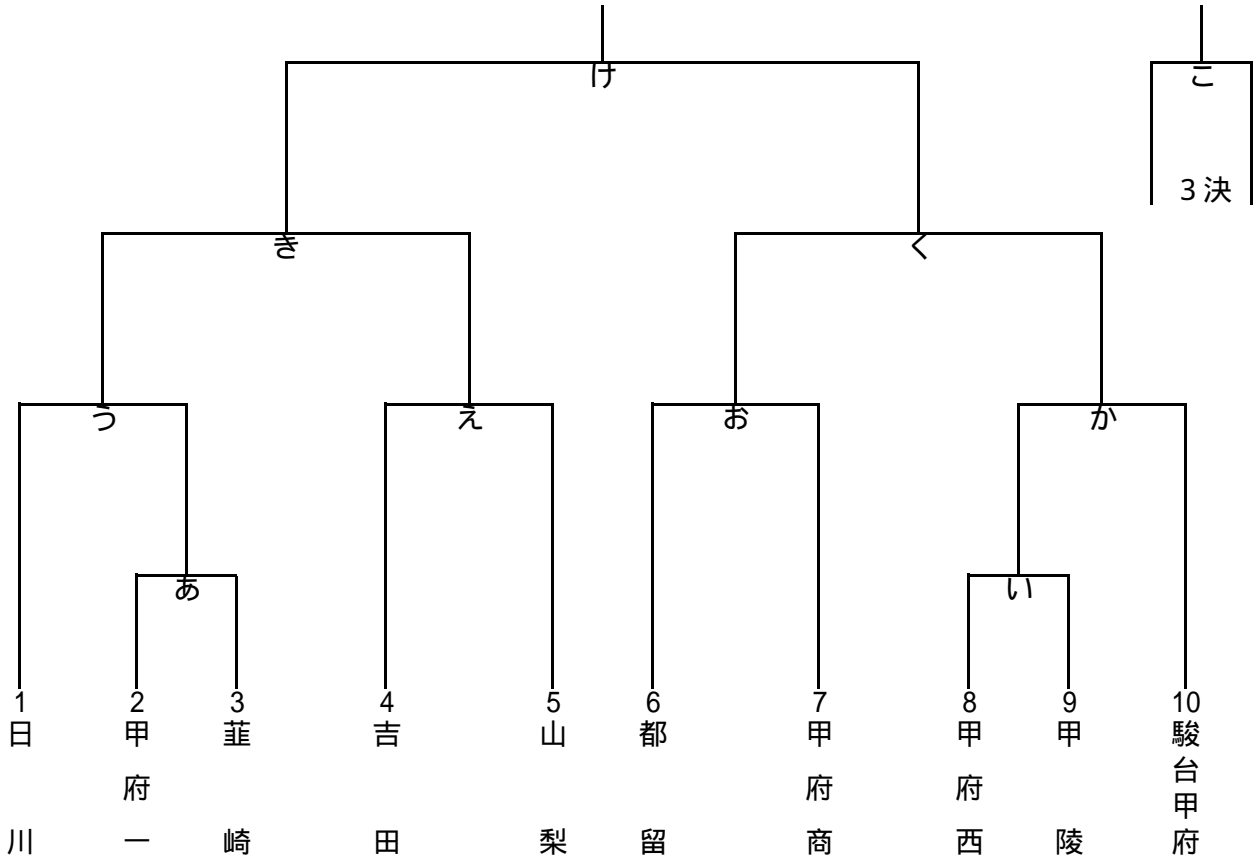 け
こ
3決
き
く
う
え
お
か
あ
い
1
日川
2
甲府一
3
韮崎
4
吉田
5
山梨
6
都留
7
甲府商
8
甲府西
9
甲陵
10
駿台甲府